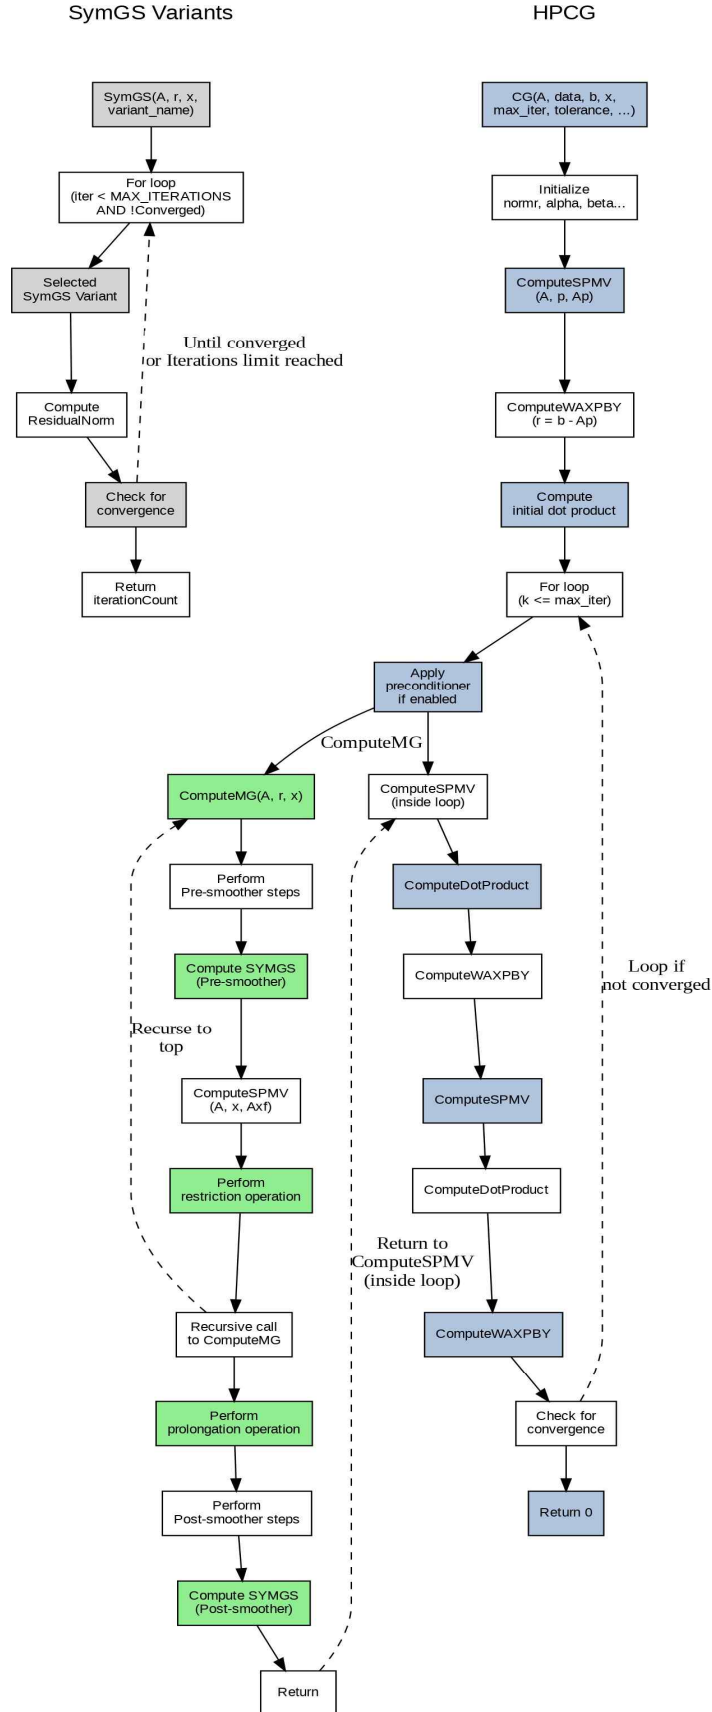 SymGS Variants
HPCG
SymGS(A, r, x,
variant_name)
For loop
(iter < MAX_ITERATIONS
AND !Converged)
Selected
SymGS Variant
Until converged
or Iterations limit reached
Compute
ResidualNorm
Check for
convergence
Return
iterationCount
CG(A, data, b, x,
max_iter, tolerance, ...)
Initialize
normr, alpha, beta...
ComputeSPMV
(A, p, Ap)
ComputeWAXPBY
(r = b - Ap)
Compute
initial dot product
For loop
(k <= max_iter)
Apply
preconditioner
if enabled
ComputeMG
ComputeMG(A, r, x)
Perform
Pre-smoother steps
Compute SYMGS
(Pre-smoother)
Recurse to
top
ComputeSPMV
(A, x, Axf)
Perform
restriction operation
Recursive call
to ComputeMG
Perform
prolongation operation
Perform
Post-smoother steps
Compute SYMGS
(Post-smoother)
Return
ComputeSPMV
(inside loop)
ComputeDotProduct
ComputeWAXPBY
Loop if
not converged
ComputeSPMV
ComputeDotProduct
Return to
ComputeSPMV
(inside loop)
ComputeWAXPBY
Check for
convergence
Return 0